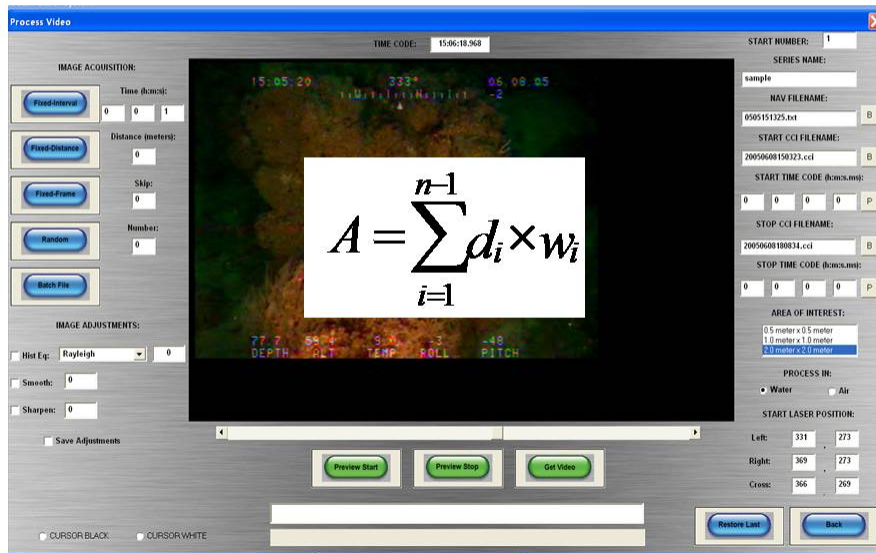 Process Video
TIME CODE: 15:06:18.968
START NUMBER: 1
IMAGE ACQUISITION:
Fixed-Interval
Time (h:m:s):
0 0 1
Fixed-Distance
Distance (meters):
0
Fixed-Frame
Skip:
0
Random
Number:
0
Batch File
IMAGE ADJUSTMENTS:
Hist Eq: Rayleigh 0
Smooth: 0
Sharpen: 0
Save Adjustments
CURSOR BLACK CURSOR WHITE
15:05:20 333° 06.08.05
-2
A = ∑ d_i × w_i
n−1
i=1
DEPTH ALT TEMP ROLL PITCH
-48
Preview Start
Preview Stop
Get Video
SERIES NAME:
sample
NAV FILENAME:
0505151325.txt B
START CCI FILENAME:
20050608150323.cci B
START TIME CODE (h:m:s.ms):
0 0 0 0 P
STOP CCI FILENAME:
20050608180834.cci B
STOP TIME CODE (h:m:s.ms):
0 0 0 0 P
AREA OF INTEREST:
0.5 meter x 0.5 meter
1.0 meter x 1.0 meter
2.0 meter x 2.0 meter
PROCESS IN:
Water Air
START LASER POSITION:
Left: 331 , 273
Right: 369 , 273
Cross: 366 , 269
Restore Last
Back